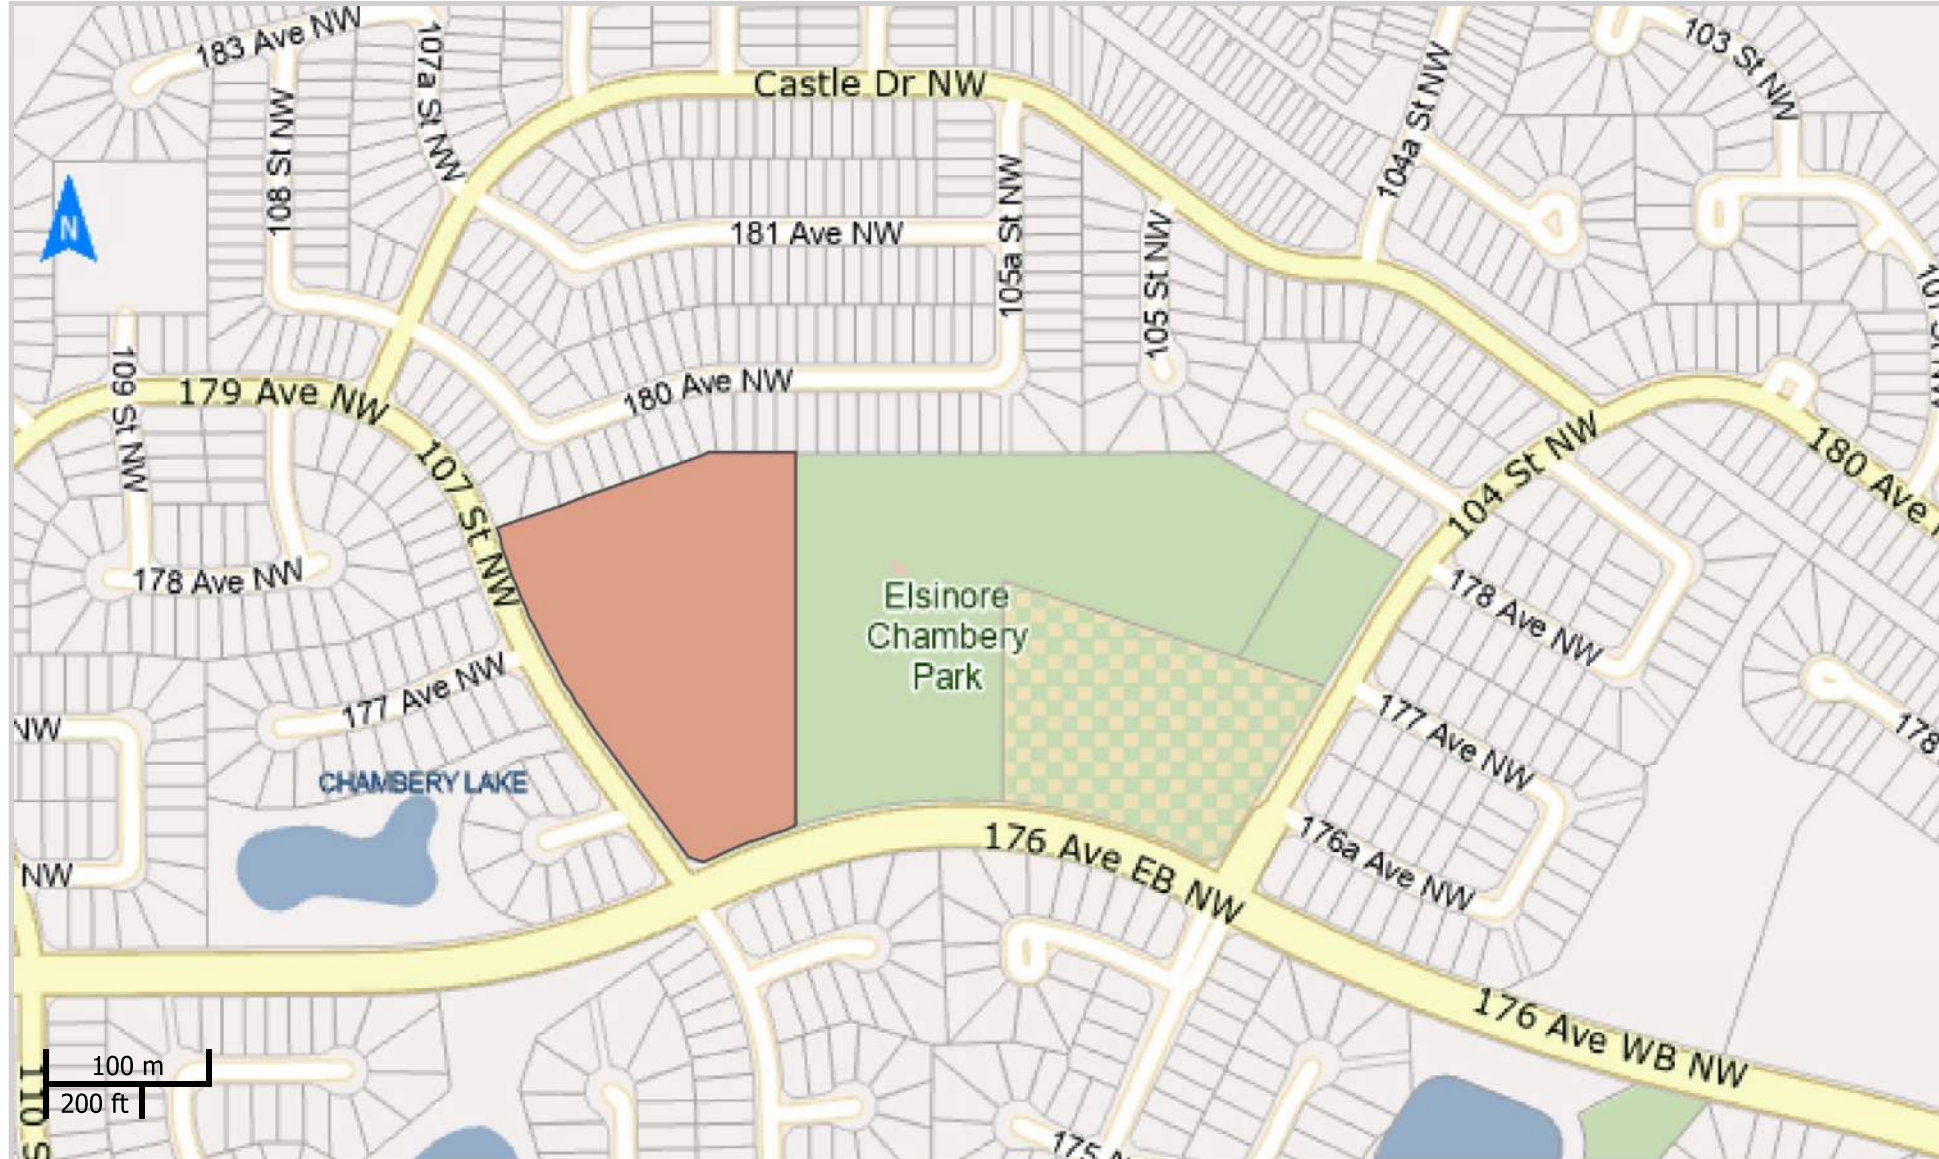 183 Ave NW
107a St NW
103 St NW
Castle Dr NW
104a St NW
108 St NW
N
181 Ave NW
105a St NW
105 St NW
109 St NW
179 Ave NW
180 Ave NW
107 St NW
104 St NW
180 Ave
178 Ave NW
Elsinore
Chambery
Park
178 Ave NW
177 Ave NW
177 Ave NW
NW
178
CHAMBERY LAKE
176 Ave EB NW
176a Ave NW
NW
176 Ave WB NW
100 m
200 ft
110 S
175